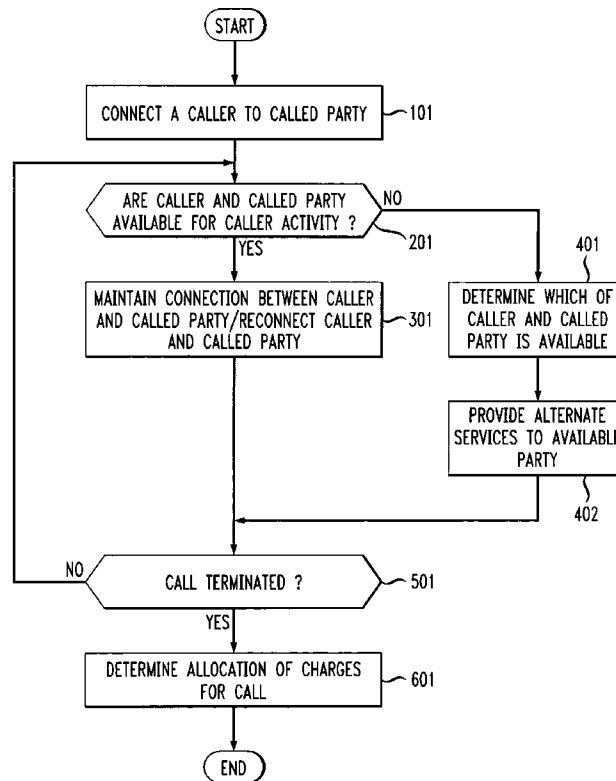 START
CONNECT A CALLER TO CALLED PARTY
101
ARE CALLER AND CALLED PARTY
AVAILABLE FOR CALLER ACTIVITY ?
NO
201
YES
MAINTAIN CONNECTION BETWEEN CALLER
AND CALLED PARTY/RECONNECT CALLER
AND CALLED PARTY
301
401
DETERMINE WHICH OF
CALLER AND CALLED
PARTY IS AVAILABLE
PROVIDE ALTERNATE
SERVICES TO AVAILABLE
PARTY
402
NO
CALL TERMINATED ?
501
YES
DETERMINE ALLOCATION OF CHARGES
FOR CALL
601
END